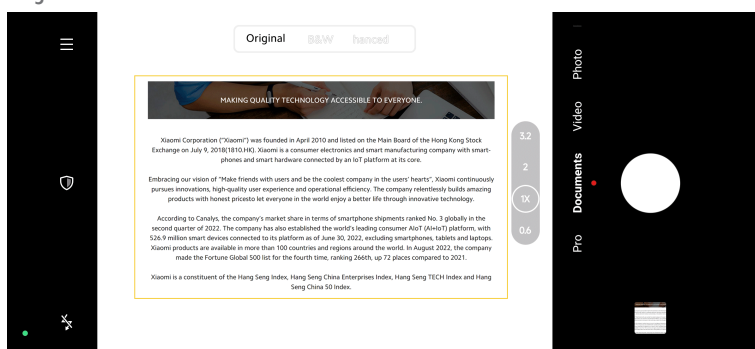 Original B&W hanced
MAKING QUALITY TECHNOLOGY ACCESSIBLE TO EVERYONE.
Xiaomi Corporation ("Xiaomi") was founded in April 2010 and listed on the Main Board of the Hong Kong Stock
Exchange on July 9, 2018(1810.HK). Xiaomi is a consumer electronics and smart manufacturing company with smart-
phones and smart hardware connected by an IoT platform at its core.
Embracing our vision of "Make friends with users and be the coolest company in the users' hearts", Xiaomi continuously
pursues innovations, high-quality user experience and operational efficiency. The company relentlessly builds amazing
products with honest pricesto let everyone in the world enjoy a better life through innovative technology.
According to Canalys, the company's market share in terms of smartphone shipments ranked No. 3 globally in the
second quarter of 2022. The company has also established the world's leading consumer AIoT (AI+IoT) platform, with
526.9 million smart devices connected to its platform as of June 30, 2022, excluding smartphones, tablets and laptops.
Xiaomi products are available in more than 100 countries and regions around the world. In August 2022, the company
made the Fortune Global 500 list for the fourth time, ranking 266th, up 72 places compared to 2021.
Xiaomi is a constituent of the Hang Seng Index, Hang Seng China Enterprises Index, Hang Seng TECH Index and Hang
Seng China 50 Index.
3.2
2
1X
0.6
Photo
Video
Documents
Pro